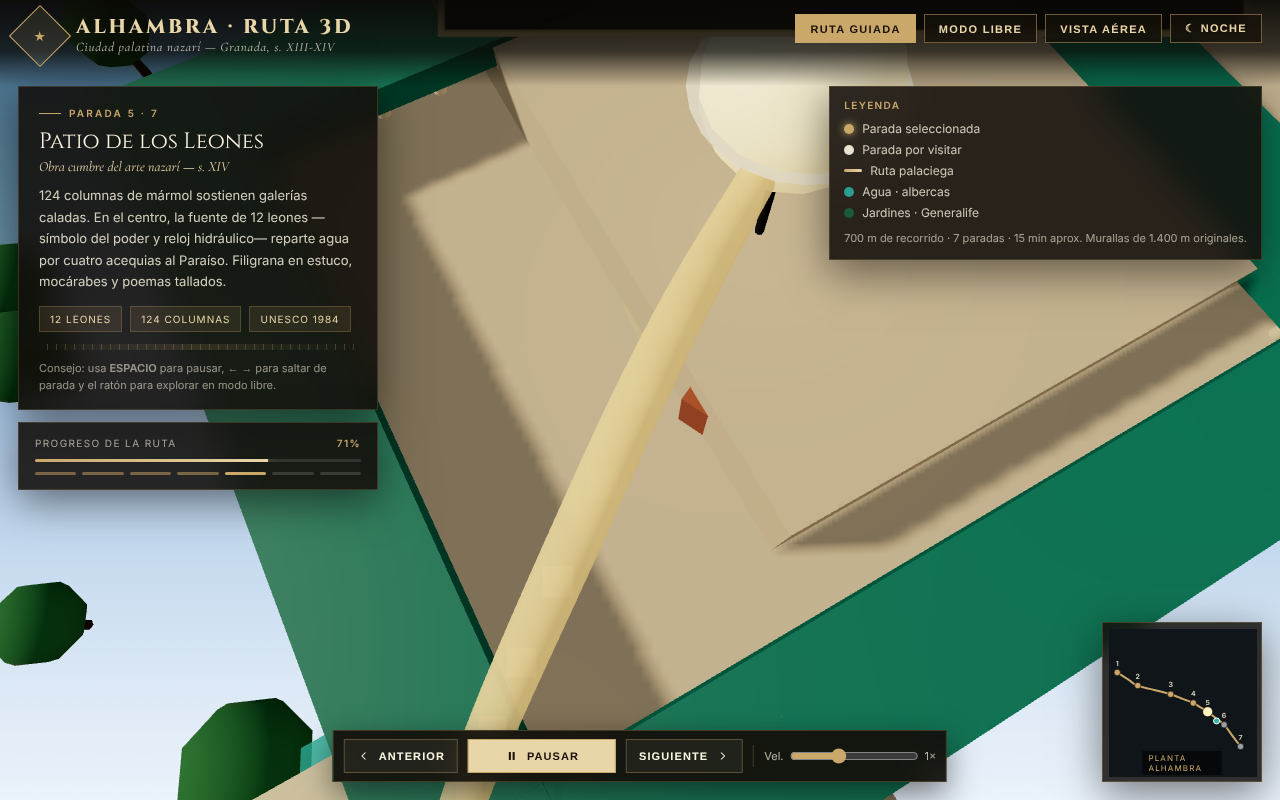 ALHAMBRA · RUTA 3D
Ciudad palatina nazarí — Granada, s. XIII-XIV
RUTA GUIADA
MODO LIBRE
VISTA AÉREA
☾ NOCHE
PARADA 5 · 7
Patio de los Leones
Obra cumbre del arte nazarí — s. XIV
124 columnas de mármol sostienen galerías
caladas. En el centro, la fuente de 12 leones —
símbolo del poder y reloj hidráulico— reparte agua
por cuatro acequias al Paraíso. Filigrana en estuco,
mocárabes y poemas tallados.
12 LEONES
124 COLUMNAS
UNESCO 1984
Consejo: usa ESPACIO para pausar, ← → para saltar de
parada y el ratón para explorar en modo libre.
PROGRESO DE LA RUTA
71%
LEYENDA
Parada seleccionada
Parada por visitar
Ruta palaciega
Agua · albercas
Jardines · Generalife
700 m de recorrido · 7 paradas · 15 min aprox. Murallas de 1.400 m originales.
ANTERIOR
PAUSAR
SIGUIENTE
Vel.
1×
1
2
3
4
5
6
7
PLANTA
ALHAMBRA